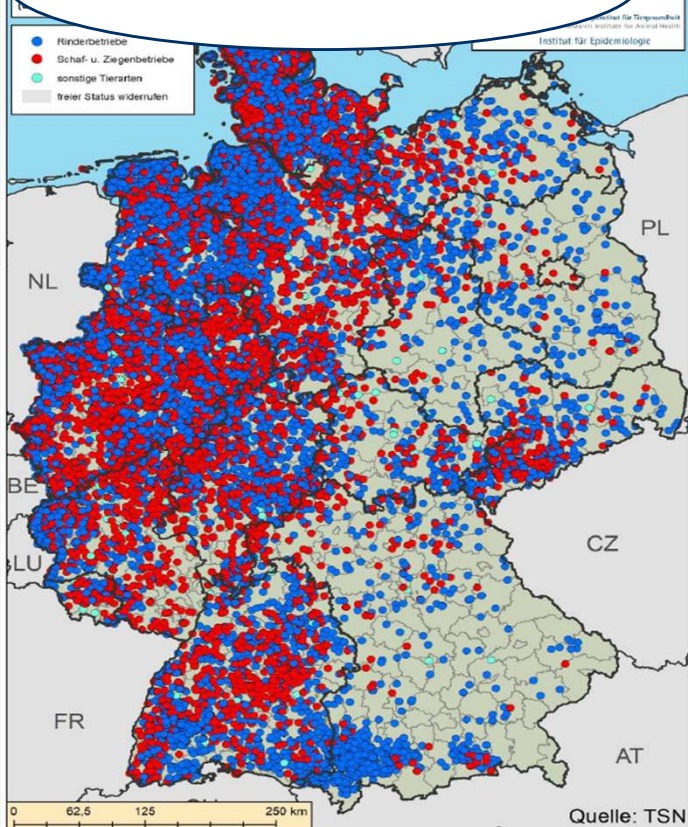 Institut für Tiergesundheit
Institut für Epidemiologie
Rinderbetriebe
Schaf- u. Ziegenbetriebe
sonstige Tierarten
freier Status widerrufen
PL
NL
BE
LU
CZ
FR
AT
0 62,5 125 250 km
Quelle: TSN